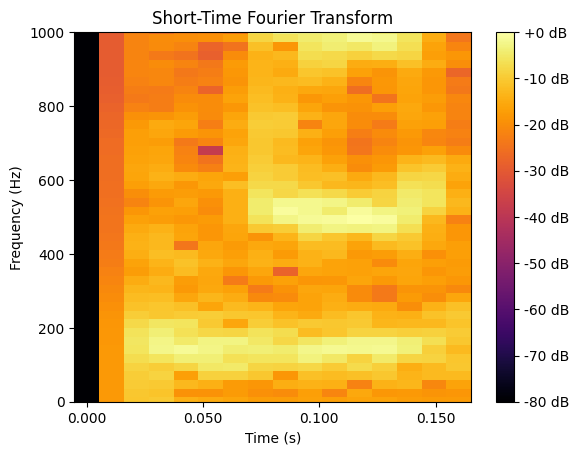 Short-Time Fourier Transform
1000
800
600
400
200
0
Frequency (Hz)
0.000
0.050
0.100
0.150
Time (s)
+0 dB
-10 dB
-20 dB
-30 dB
-40 dB
-50 dB
-60 dB
-70 dB
-80 dB